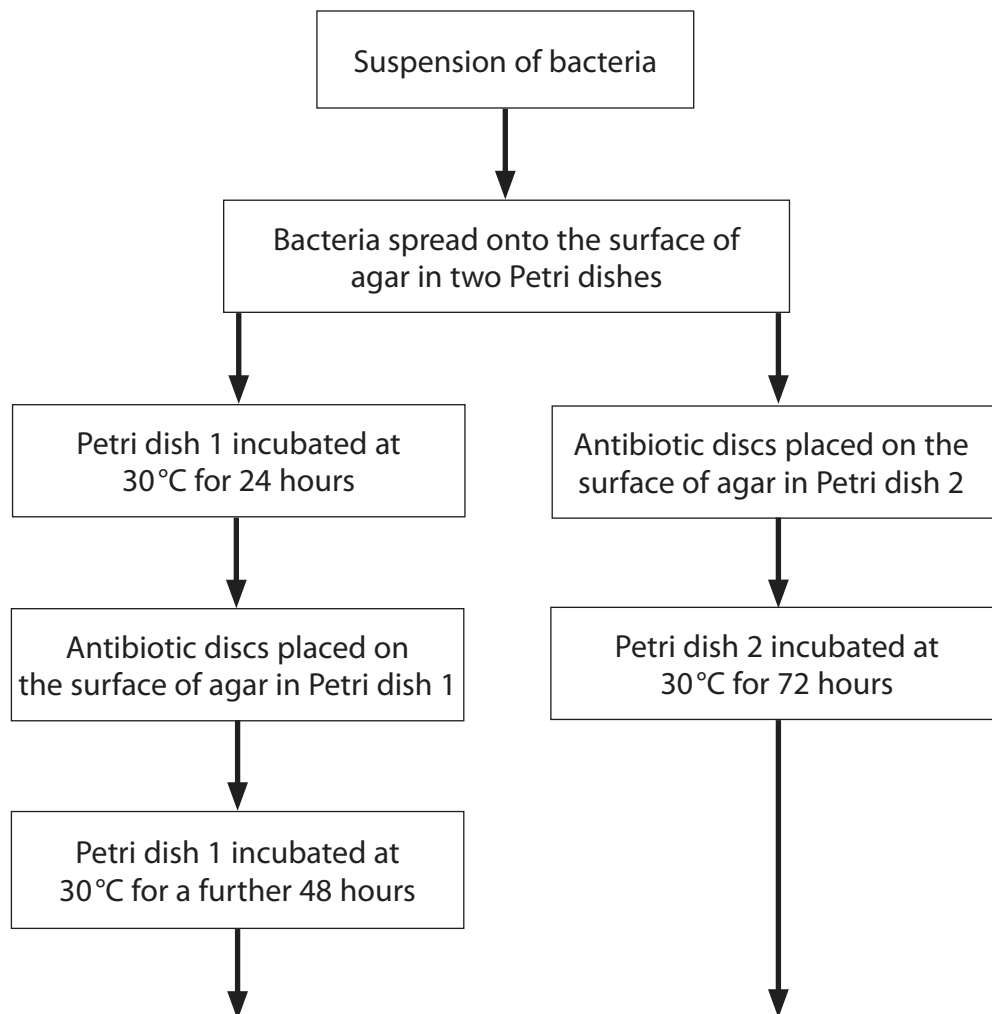 Suspension of bacteria
Bacteria spread onto the surface of
agar in two Petri dishes
Petri dish 1 incubated at
30°C for 24 hours
Antibiotic discs placed on
the surface of agar in Petri dish 1
Petri dish 1 incubated at
30°C for a further 48 hours
Antibiotic discs placed on the
surface of agar in Petri dish 2
Petri dish 2 incubated at
30°C for 72 hours